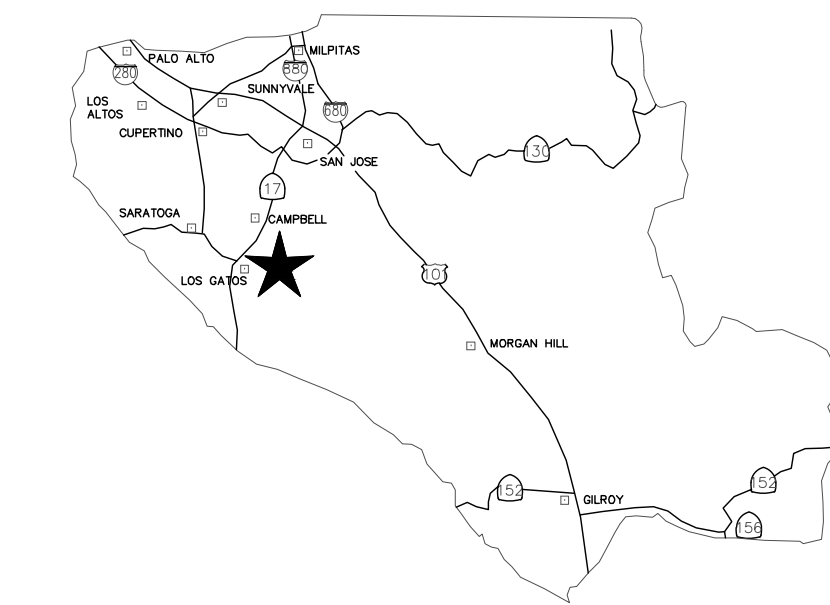 MILPITAS
PALO ALTO
280
880
SUNNYVALE
LOS
ALTOS
680
CUPERTINO
130
SAN JOSE
17
SARATOGA
CAMPBELL
101
LOS GATOS
MORGAN HILL
152
152
GILROY
156